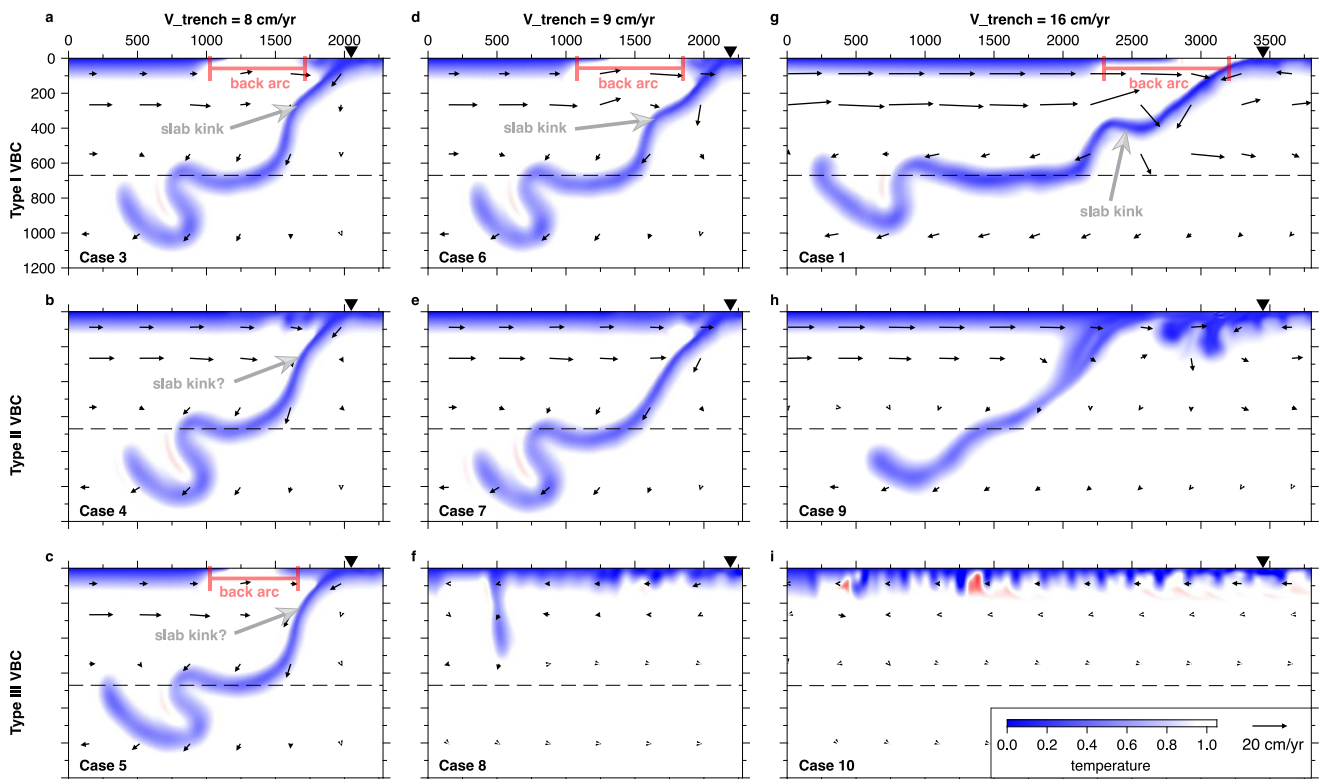 a V_trench = 8 cm/yr
d V_trench = 9 cm/yr
g V_trench = 16 cm/yr
0 500 1000 1500 2000
0 500 1000 1500 2000
0 500 1000 1500 2000 2500 3000 3500
Type I VBC
0
200
400
600
800
1000
1200
back arc
slab kink
Case 3
back arc
slab kink
Case 6
back arc
slab kink
Case 1
Type II VBC
b
slab kink?
Case 4
e
Case 7
h
Case 9
Type III VBC
c
back arc
slab kink?
Case 5
f
Case 8
i
Case 10
0.0 0.2 0.4 0.6 0.8 1.0
temperature
20 cm/yr